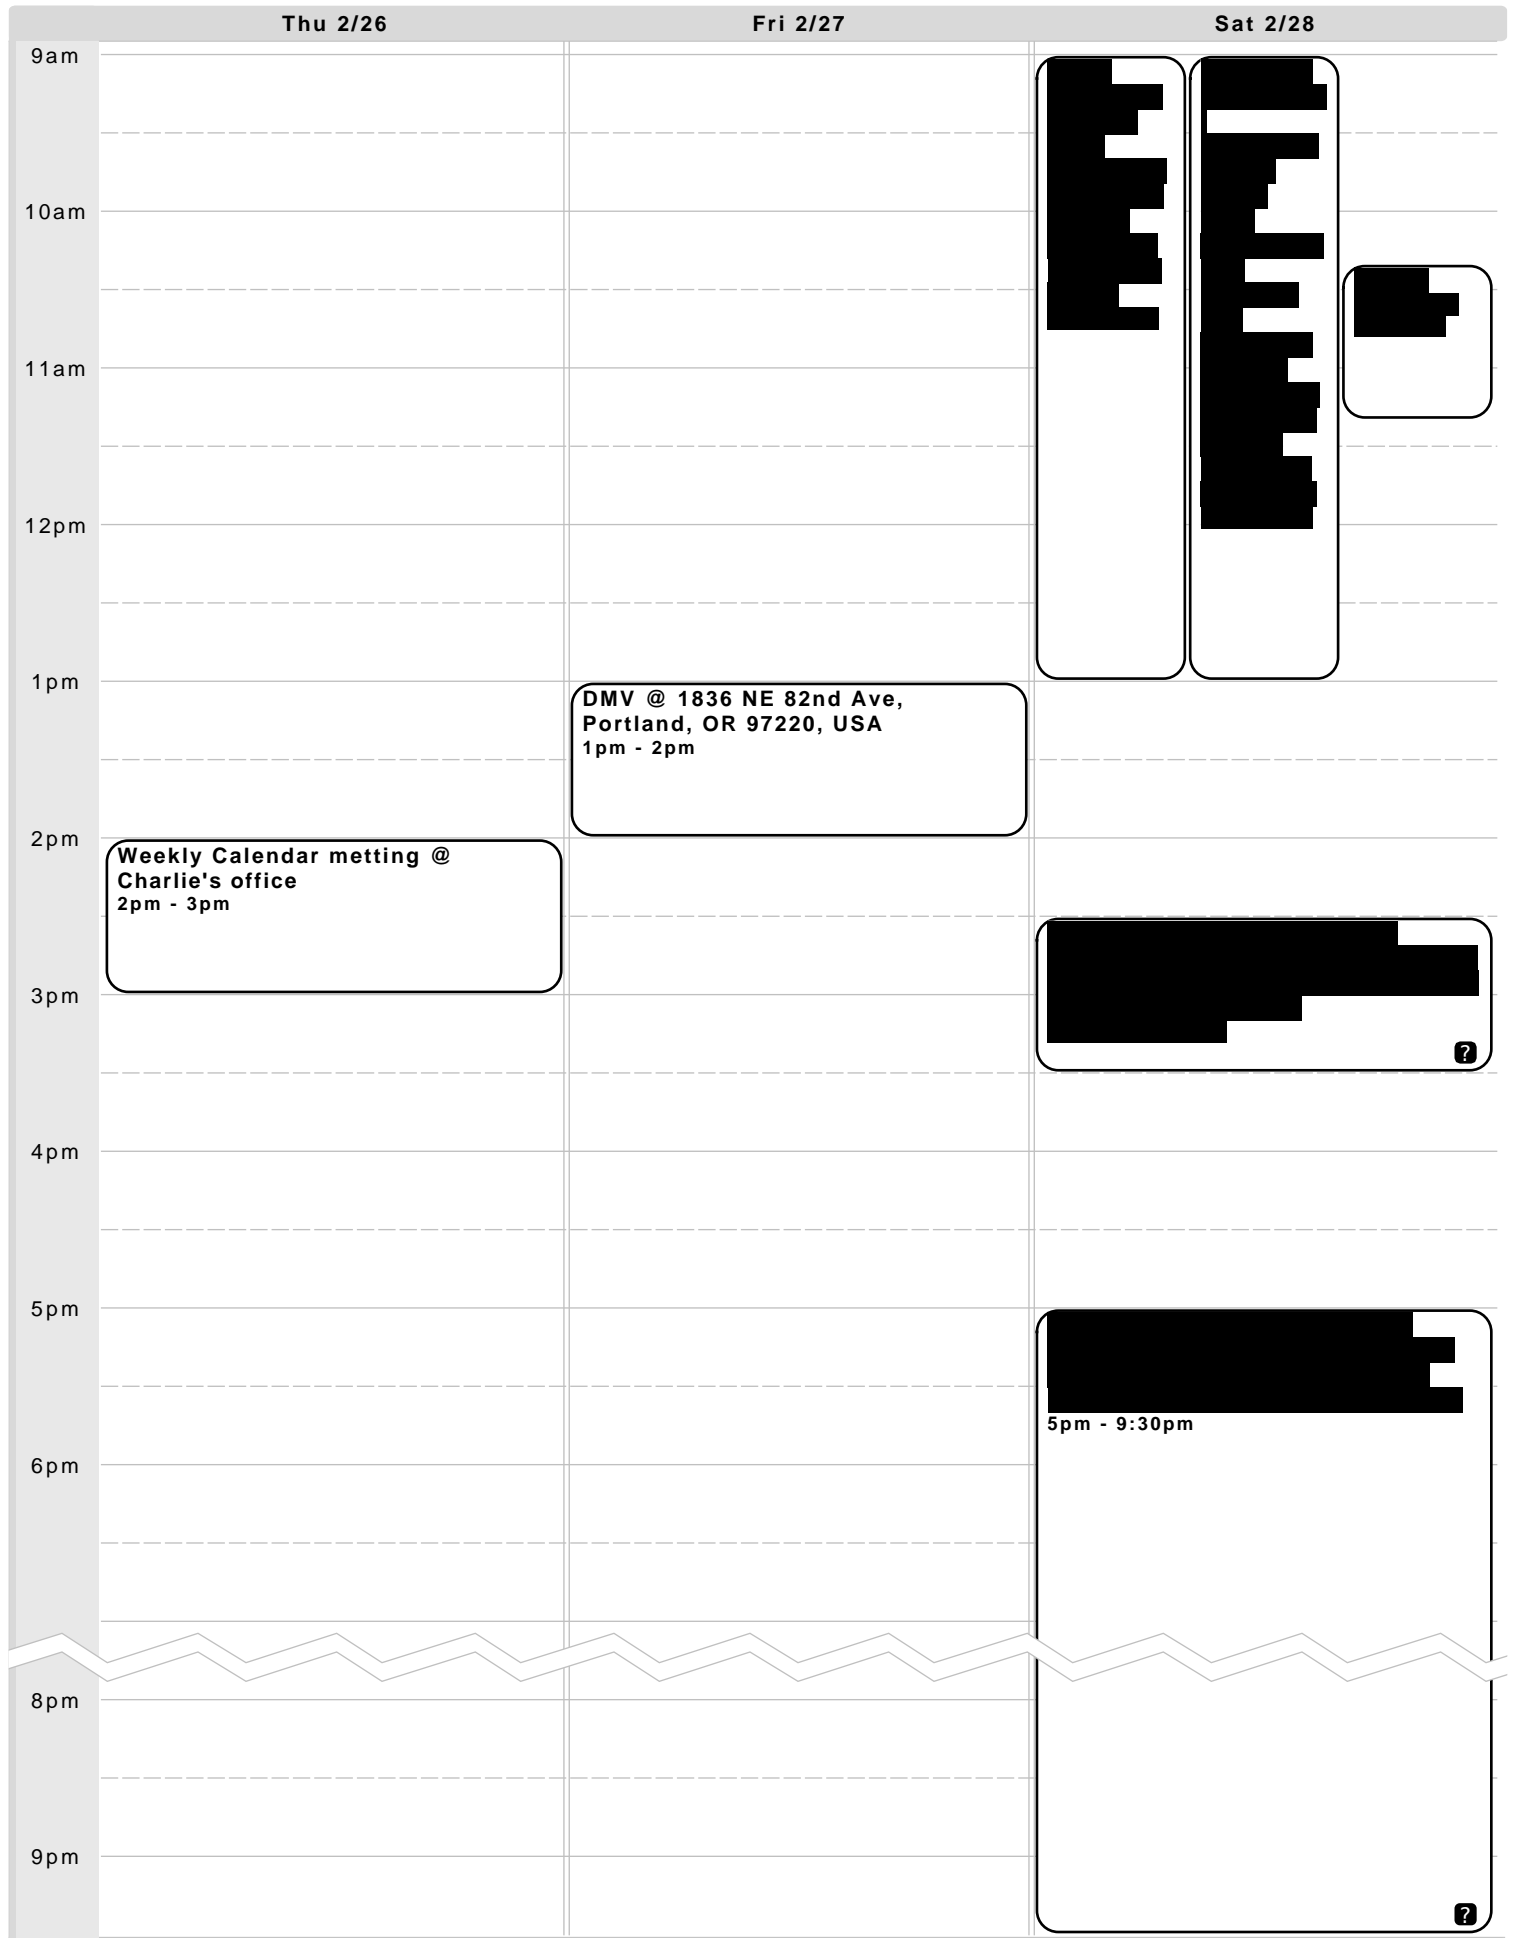 Thu 2/26
Fri 2/27
Sat 2/28
9am
10am
11am
12pm
1pm
DMV @ 1836 NE 82nd Ave,
Portland, OR 97220, USA
1pm - 2pm
2pm
Weekly Calendar metting @
Charlie's office
2pm - 3pm
3pm
?
4pm
5pm
5pm - 9:30pm
6pm
8pm
9pm
?